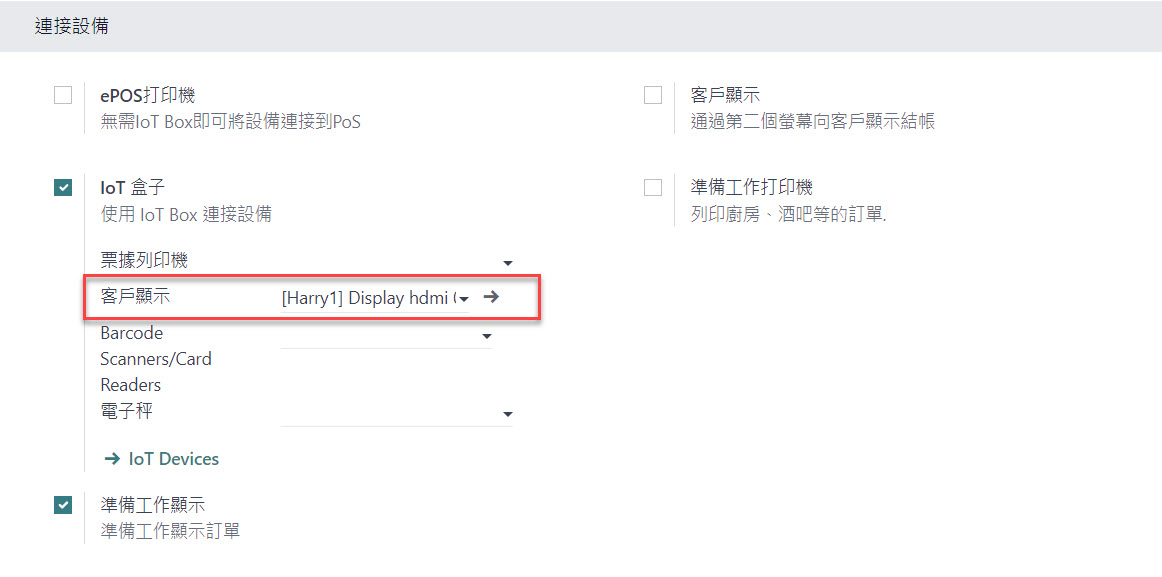 連接設備
ePOS打印機
無需IoT Box即可將設備連接到PoS
客戶顯示
通過第二個螢幕向客戶顯示結帳
IoT 盒子
使用 IoT Box 連接設備
準備工作打印機
列印廚房、酒吧等的訂單.
票據列印機
客戶顯示 [Harry1] Display hdmi (
Barcode
Scanners/Card
Readers
電子秤
IoT Devices
準備工作顯示
準備工作顯示訂單